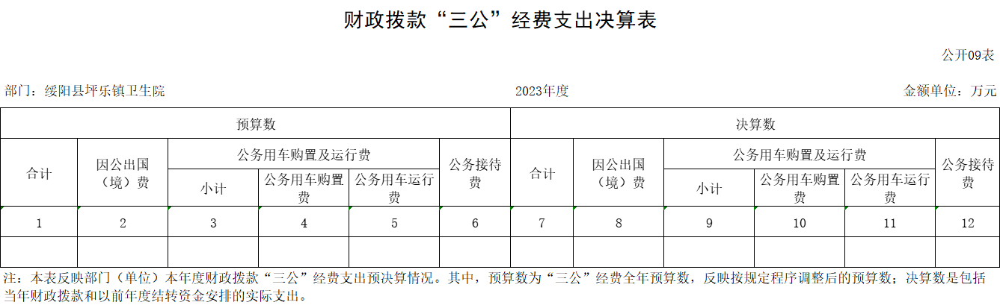 财政拨款“三公”经费支出决算表
公开09表
部门：绥阳县坪乐镇卫生院 2023年度 金额单位：万元
预算数 决算数
合计 因公出国（境）费 公务用车购置及运行费 公务接待费 合计 因公出国（境）费 公务用车购置及运行费 公务接待费
小计 公务用车购置费 公务用车运行费 小计 公务用车购置费 公务用车运行费
1 2 3 4 5 6 7 8 9 10 11 12
注：本表反映部门（单位）本年度财政拨款“三公”经费支出预决算情况。其中，预算数为“三公”经费全年预算数，反映按规定程序调整后的预算数；决算数是包括
当年财政拨款和以前年度结转资金安排的实际支出。